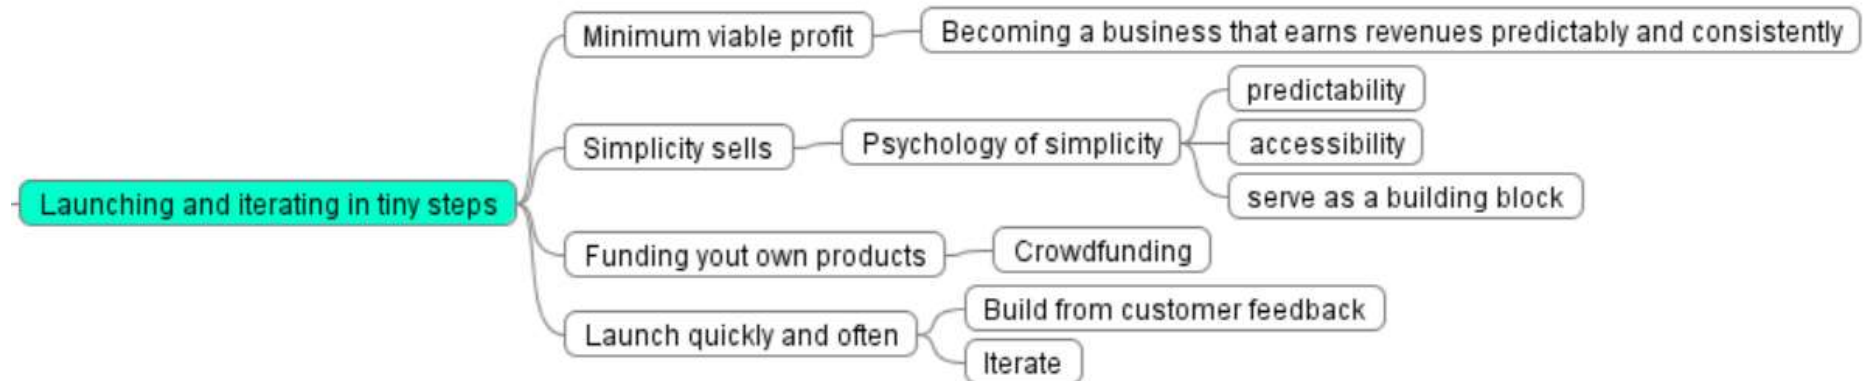 Launching and iterating in tiny steps
Minimum viable profit
Becoming a business that earns revenues predictably and consistently
Simplicity sells
Psychology of simplicity
predictability
accessibility
serve as a building block
Funding yout own products
Crowdfunding
Launch quickly and often
Build from customer feedback
Iterate